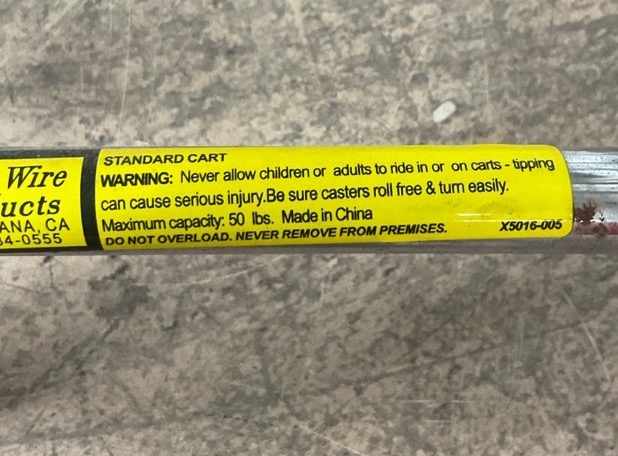 Wire
ucts
ANA, CA
4-0555
STANDARD CART
WARNING: Never allow children or adults to ride in or on carts - tipping
can cause serious injury.Be sure casters roll free & turn easily.
Maximum capacity: 50 lbs. Made in China
DO NOT OVERLOAD. NEVER REMOVE FROM PREMISES.
X5016-005